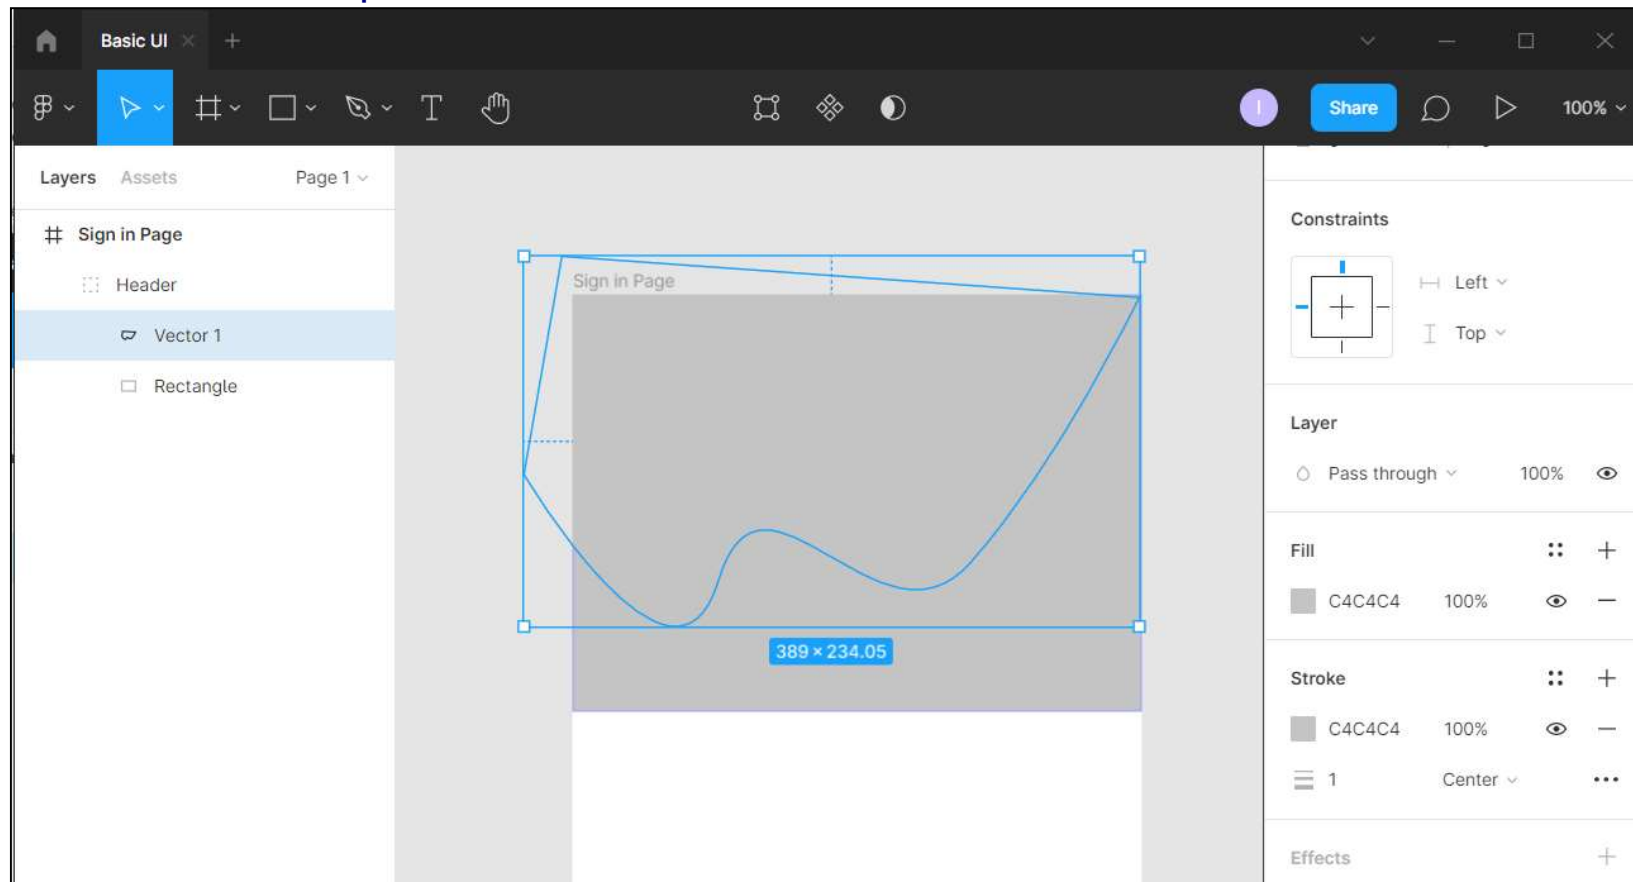 Basic UI
Share
I
100%
Layers Assets Page 1
Sign in Page
Header
Vector 1
Rectangle
Sign in Page
389 × 234.05
Constraints
Left
Top
Layer
Pass through 100%
Fill
C4C4C4 100%
Stroke
C4C4C4 100%
1 Center
Effects